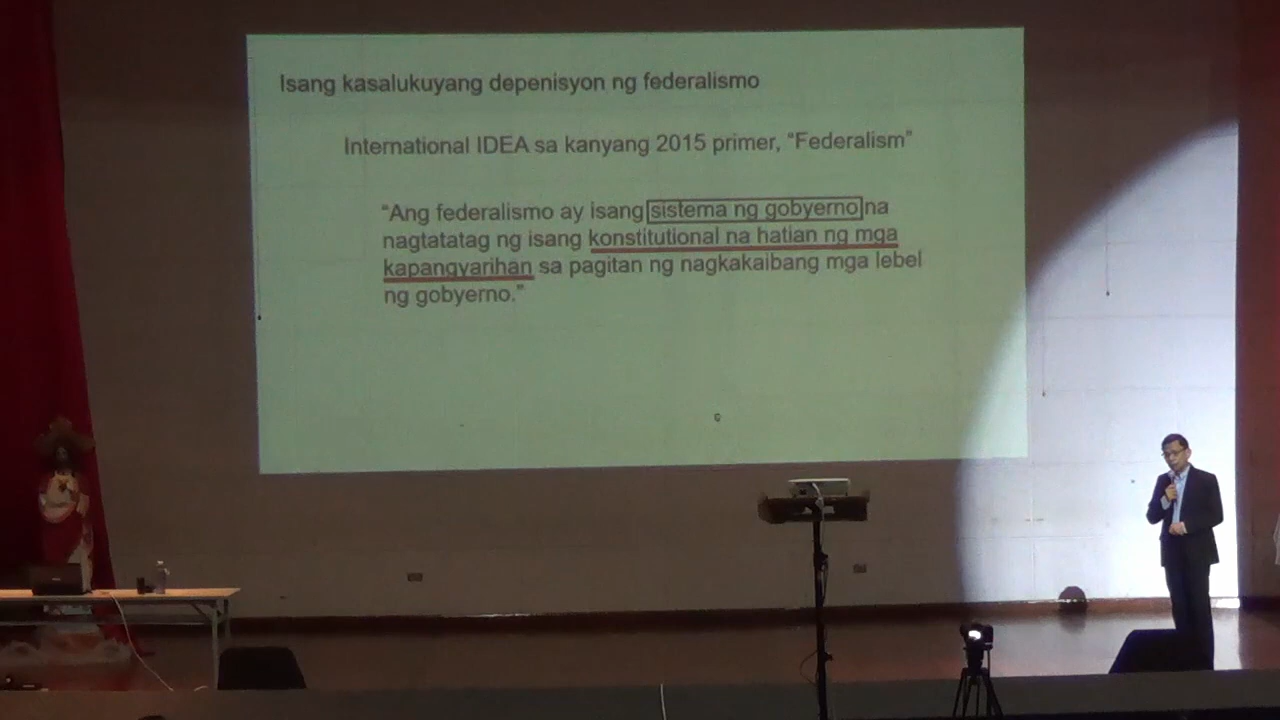 Isang kasalukuyang depenisyon ng federalismo
International IDEA sa kanyang 2015 primer, “Federalism”
“Ang federalismo ay isang sistema ng gobyerno na
nagtatatag ng isang konstitutional na hatian ng mga
kapangyarihan sa pagitan ng nagkakaibang mga lebel
ng gobyerno.”